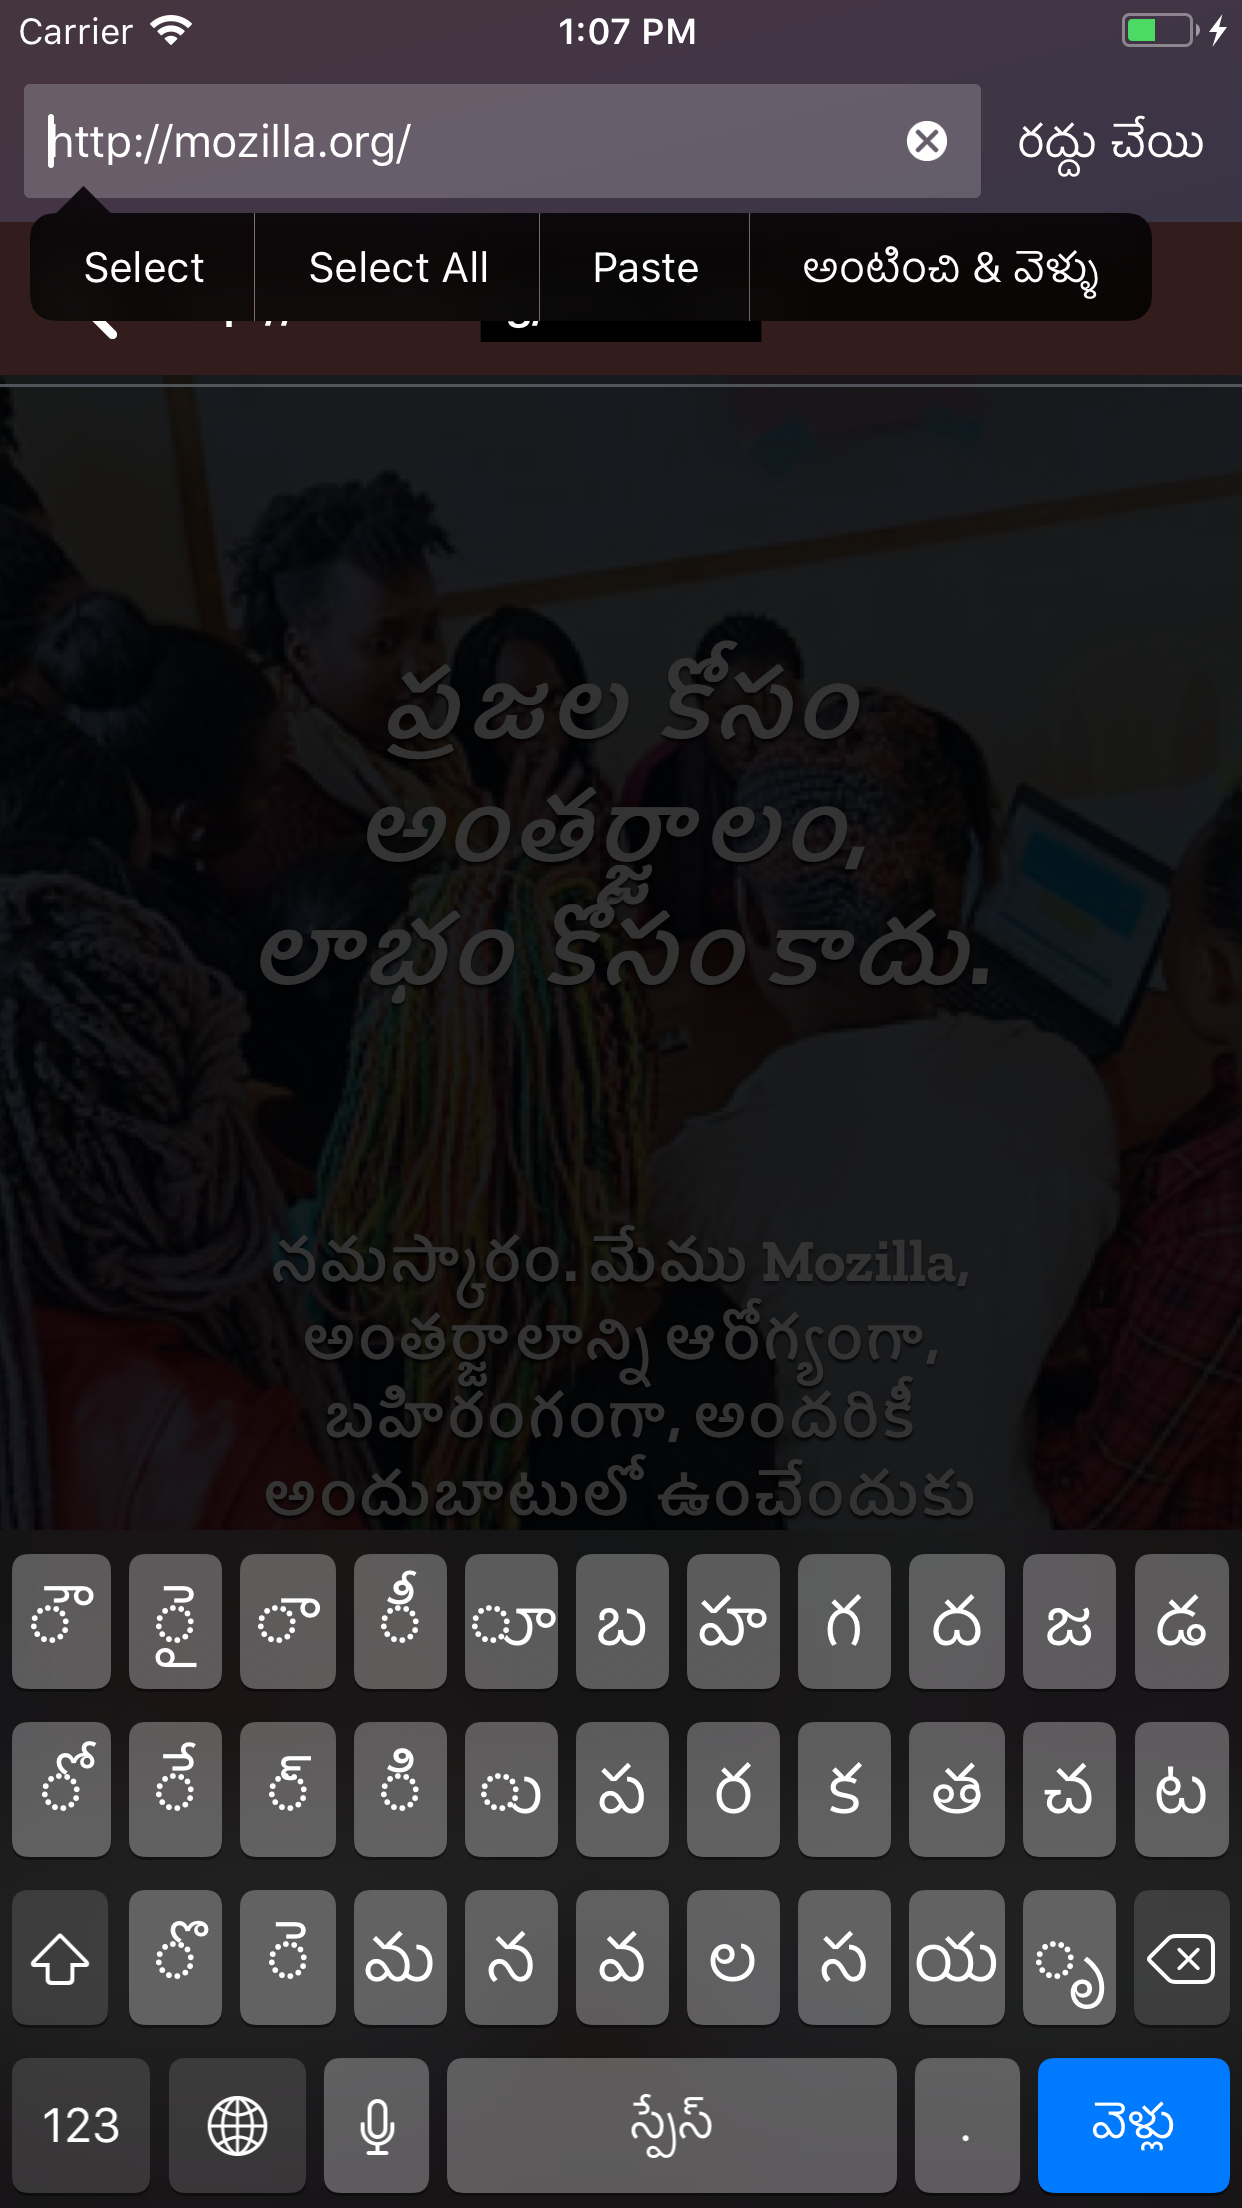 Carrier 1:07 PM
http://mozilla.org/ రద్దు చేయి
Select Select All Paste అంటించి & వెళ్ళు
ప్రజల కోసం
అంతర్జాలం,
లాభం కోసం కాదు.
నమస్కారం. మేము Mozilla,
అంతర్జాలాన్ని ఆరోగ్యంగా,
బహిరంగంగా, అందరికీ
అందుబాటులో ఉంచేందుకు
ౌ ై ా ీ ూ బ హ గ ద జ డ
ో ే ్ ి ు ప ర క త చ ట
ొ ె మ న వ ల స య ృ
123 స్పేస్ . వెళ్లు